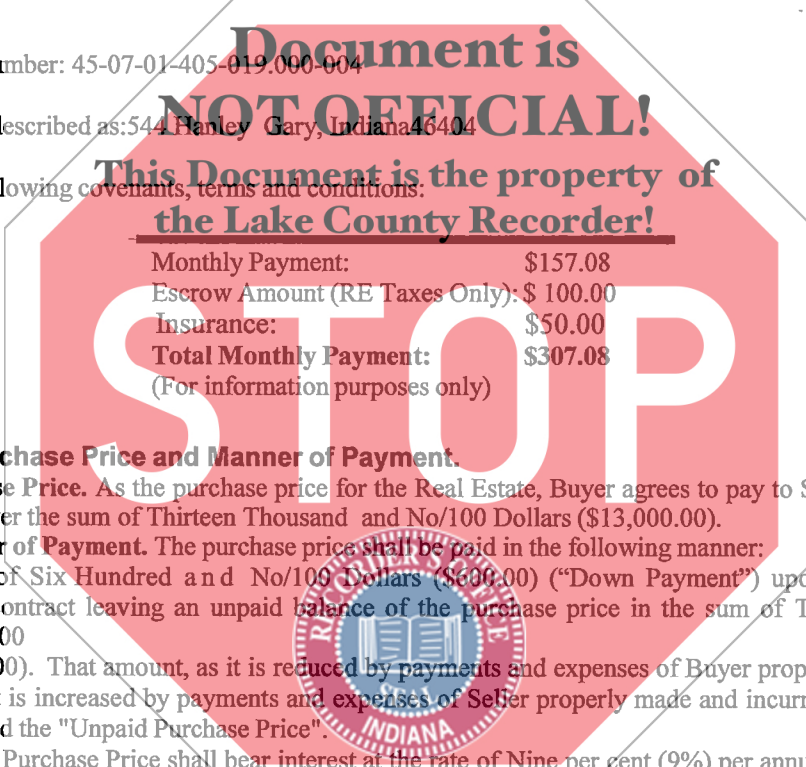 Document is
mber: 45-07-01-405-019.000-004
NOT OFFICIAL!
escribed as:544 Hanley Gary, Indiana46404
This Document is the property of
lowing covenants, terms and conditions:
the Lake County Recorder!
Monthly Payment: $157.08
Escrow Amount (RE Taxes Only): $ 100.00
Insurance: $50.00
Total Monthly Payment: $307.08
(For information purposes only)
STOP
chase Price and Manner of Payment.
e Price. As the purchase price for the Real Estate, Buyer agrees to pay to S
er the sum of Thirteen Thousand and No/100 Dollars ($13,000.00).
r of Payment. The purchase price shall be paid in the following manner:
of Six Hundred and No/100 Dollars ($600.00) ("Down Payment") upo
ontract leaving an unpaid balance of the purchase price in the sum of T
00
00). That amount, as it is reduced by payments and expenses of Buyer prop
t is increased by payments and expenses of Seller properly made and incurr
d the "Unpaid Purchase Price".
Purchase Price shall bear interest at the rate of Nine per cent (9%) per annu
RECORDER'S OFFICE
SEAL
INDIANA